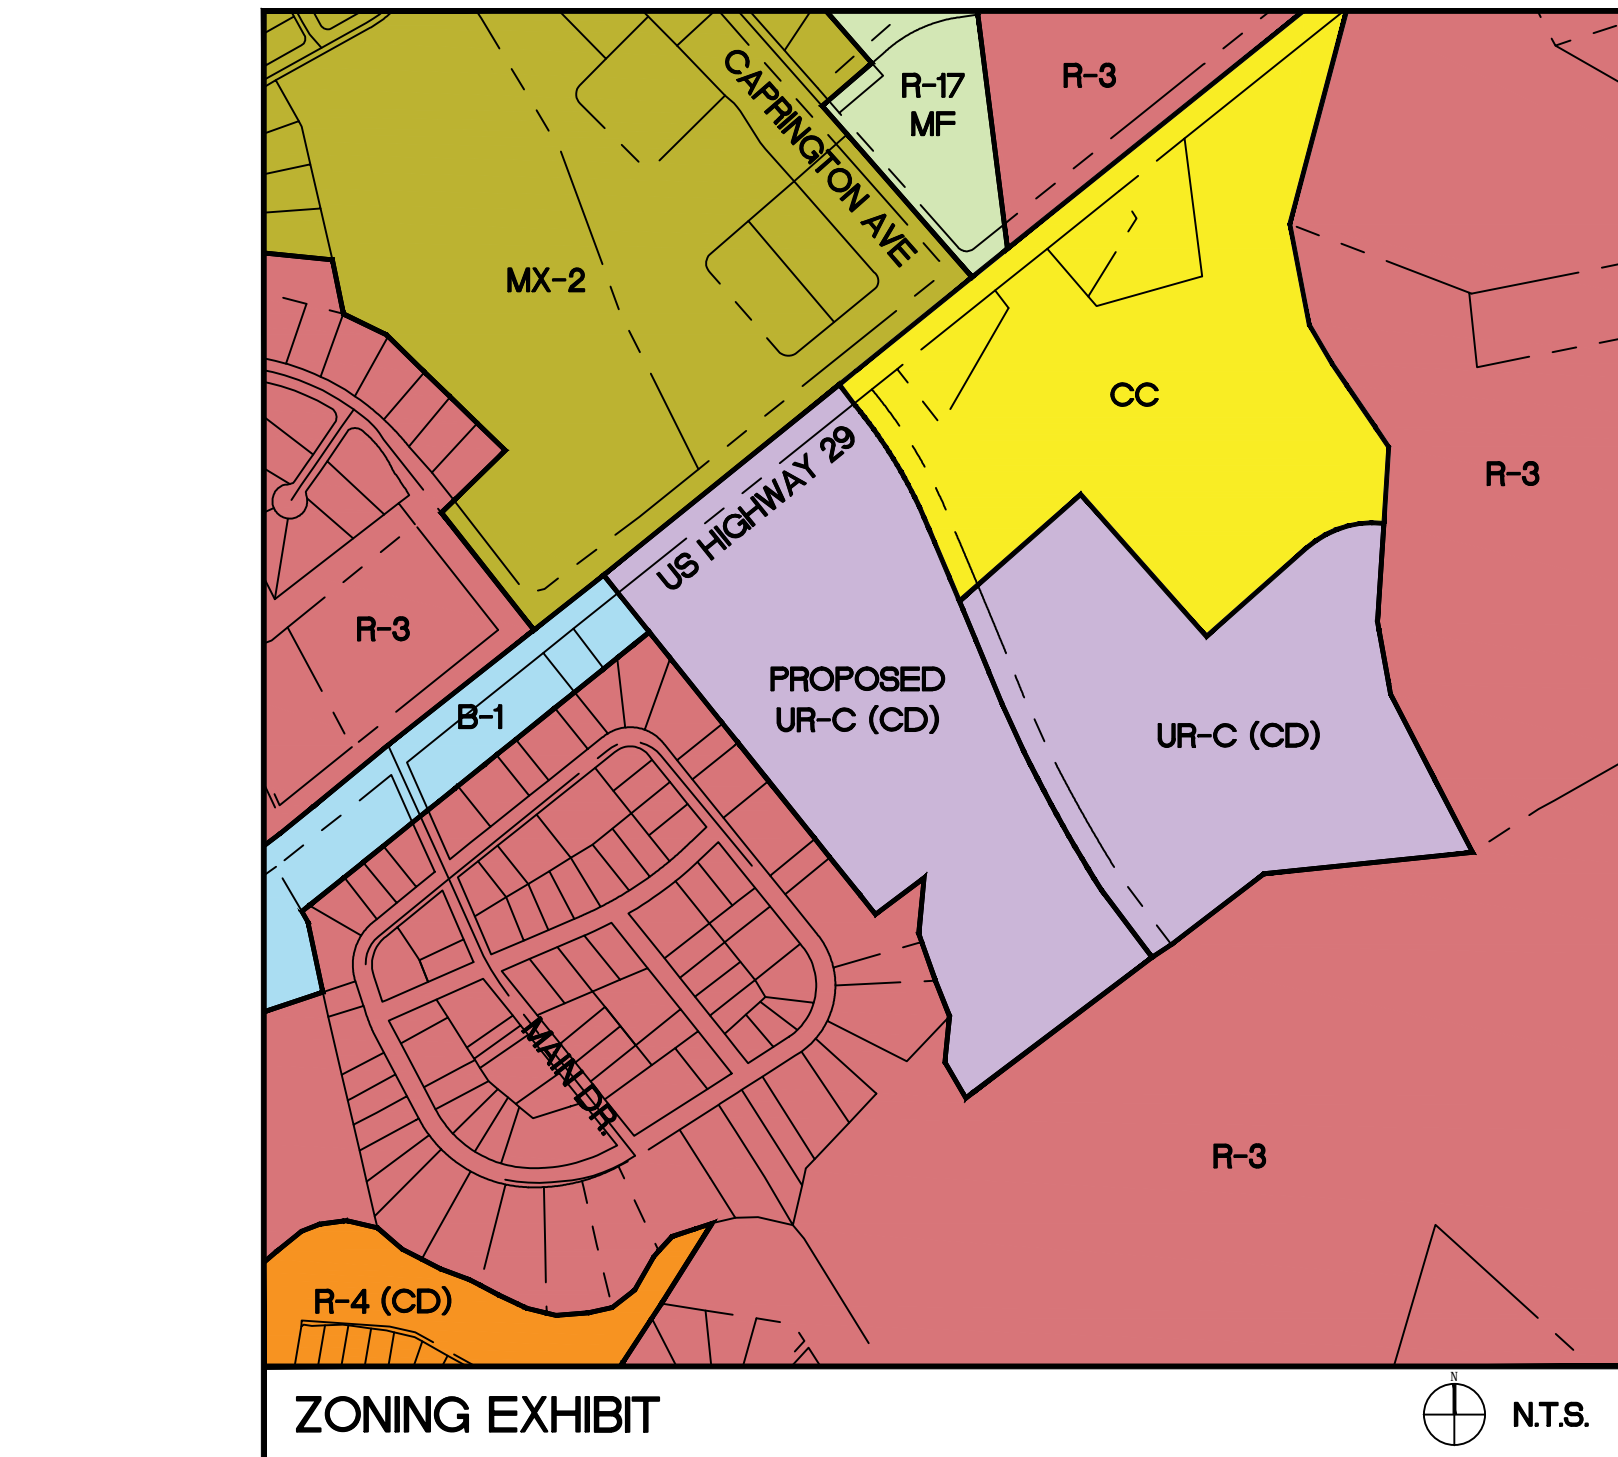 CAPRINGTON AVE
R-17
MF
R-3
MX-2
CC
US HIGHWAY 29
R-3
R-3
PROPOSED
UR-C (CD)
UR-C (CD)
B-1
MAIN DR.
R-3
R-4 (CD)
ZONING EXHIBIT
N
N.T.S.